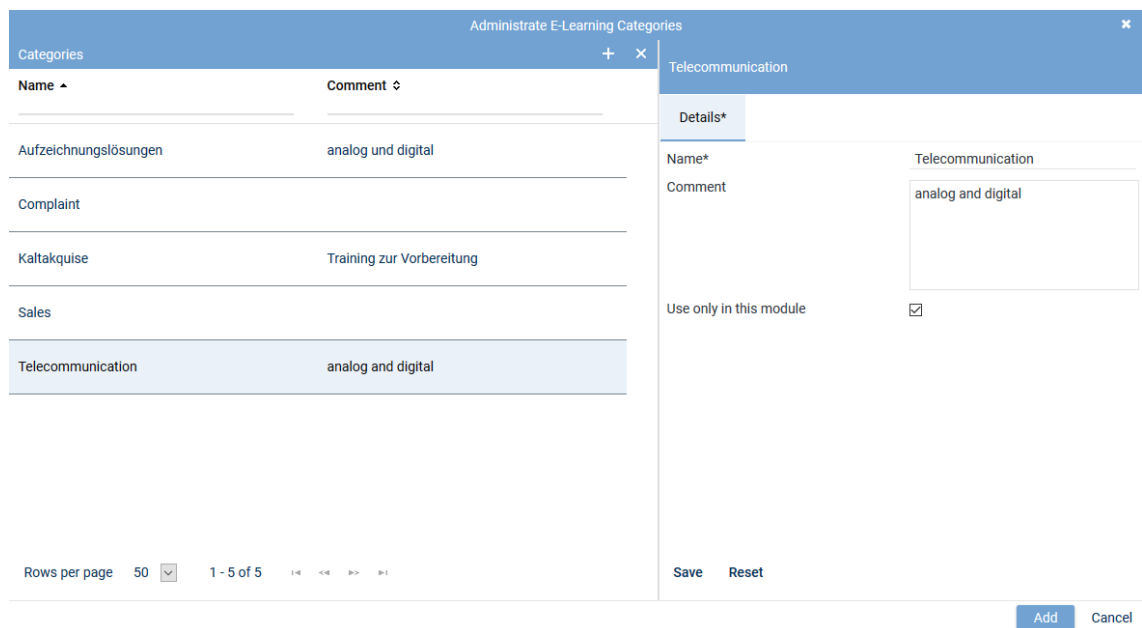 Administrate E-Learning Categories
Categories
Name
Comment
Aufzeichnungslösungen
analog und digital
Complaint
Kaltakquise
Training zur Vorbereitung
Sales
Telecommunication
analog and digital
Rows per page 50 1 - 5 of 5
Telecommunication
Details*
Name* Telecommunication
Comment analog and digital
Use only in this module
Save Reset
Add Cancel